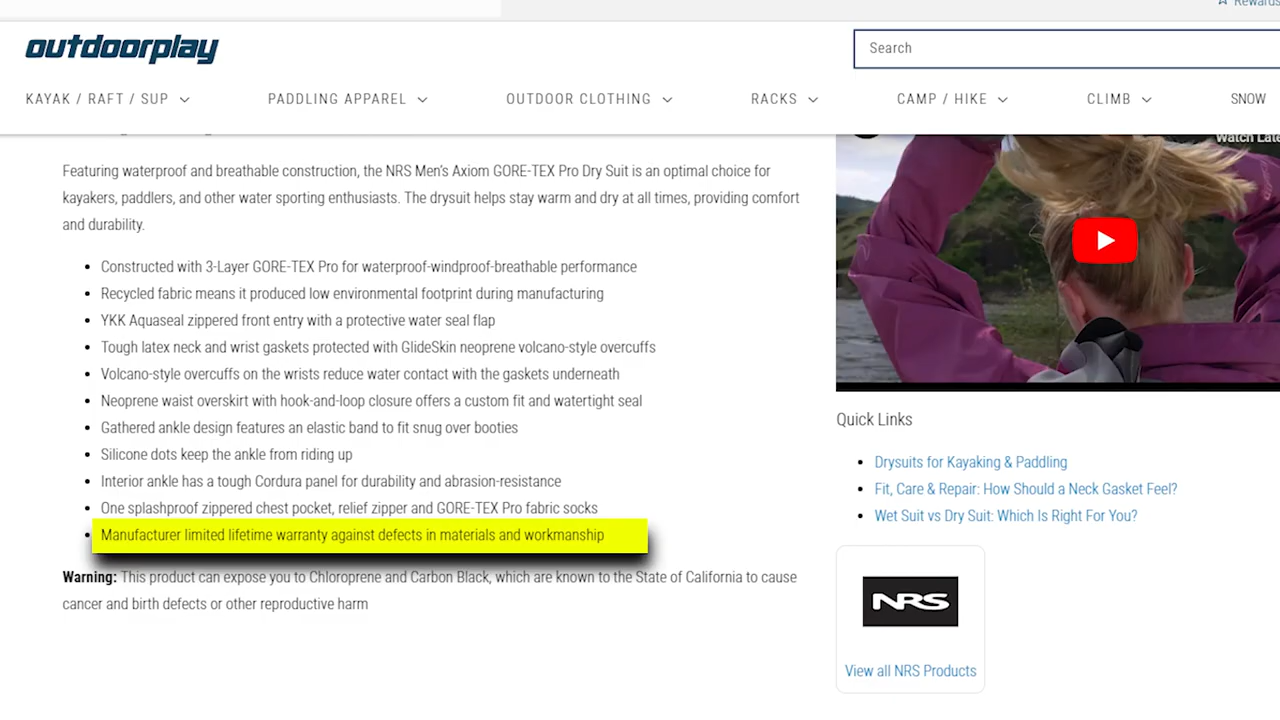 Rewards
outdoorplay
Search
KAYAK / RAFT / SUP
PADDLING APPAREL
OUTDOOR CLOTHING
RACKS
CAMP / HIKE
CLIMB
SNOW
Watch Late
Featuring waterproof and breathable construction, the NRS Men's Axiom GORE-TEX Pro Dry Suit is an optimal choice for
kayakers, paddlers, and other water sporting enthusiasts. The drysuit helps stay warm and dry at all times, providing comfort
and durability.
Constructed with 3-Layer GORE-TEX Pro for waterproof-windproof-breathable performance
Recycled fabric means it produced low environmental footprint during manufacturing
YKK Aquaseal zippered front entry with a protective water seal flap
Tough latex neck and wrist gaskets protected with GlideSkin neoprene volcano-style overcuffs
Volcano-style overcuffs on the wrists reduce water contact with the gaskets underneath
Neoprene waist overskirt with hook-and-loop closure offers a custom fit and watertight seal
Gathered ankle design features an elastic band to fit snug over booties
Silicone dots keep the ankle from riding up
Interior ankle has a tough Cordura panel for durability and abrasion-resistance
One splashproof zippered chest pocket, relief zipper and GORE-TEX Pro fabric socks
Manufacturer limited lifetime warranty against defects in materials and workmanship
Warning: This product can expose you to Chloroprene and Carbon Black, which are known to the State of California to cause
cancer and birth defects or other reproductive harm
Quick Links
Drysuits for Kayaking & Paddling
Fit, Care & Repair: How Should a Neck Gasket Feel?
Wet Suit vs Dry Suit: Which Is Right For You?
NRS
View all NRS Products